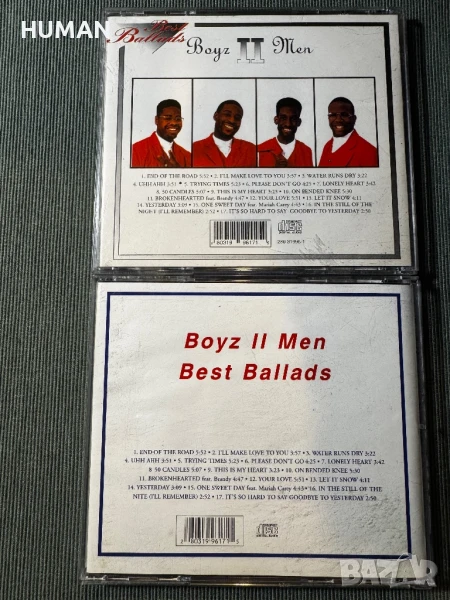 HUMAN
Best
Ballads
Boyz II Men
1. END OF THE ROAD 5:52 • 2. I'LL MAKE LOVE TO YOU 3:57 • 3. WATER RUNS DRY 3:22
4. UHH AHH 3:51 • 5. TRYING TIMES 5:23 • 6. PLEASE DON'T GO 4:25 • 7. LONELY HEART 3:42
8. 50 CANDLES 5:07 • 9. THIS IS MY HEART 3:23 • 10. ON BENDED KNEE 5:30
11. BROKENHEARTED feat. Brandy 4:47 • 12. YOUR LOVE 5:51 • 13. LET IT SNOW 4:11
14. YESTERDAY 3:09 • 15. ONE SWEET DAY feat. Mariah Carey 4:43 • 16. IN THE STILL OF THE
NIGHT (I'LL REMEMBER) 2:52 • 17. IT'S SO HARD TO SAY GOODBYE TO YESTERDAY 2:50
80319 96171
Boyz II Men
Best Ballads
1. END OF THE ROAD 5:52 • 2. I'LL MAKE LOVE TO YOU 3:57 • 3. WATER RUNS DRY 3:22
4. UHH AHH 3:51 • 5. TRYING TIMES 5:23 • 6. PLEASE DON'T GO 4:25 • 7. LONELY HEART 3:42
8 50 CANDLES 5:07 • 9. THIS IS MY HEART 3:23 • 10. ON BENDED KNEE 5:30
11. BROKENHEARTED feat. Brandy 4:47 • 12. YOUR LOVE 5:51 • 13. LET IT SNOW 4:11
14. YESTERDAY 3:09 • 15. ONE SWEET DAY feat. Mariah Carey 4:43 • 16. IN THE STILL OF THE
NITE (I'LL REMEMBER) 2:52 • 17. IT'S SO HARD TO SAY GOODBYE TO YESTERDAY 2:50
80319-96171
BAZAR